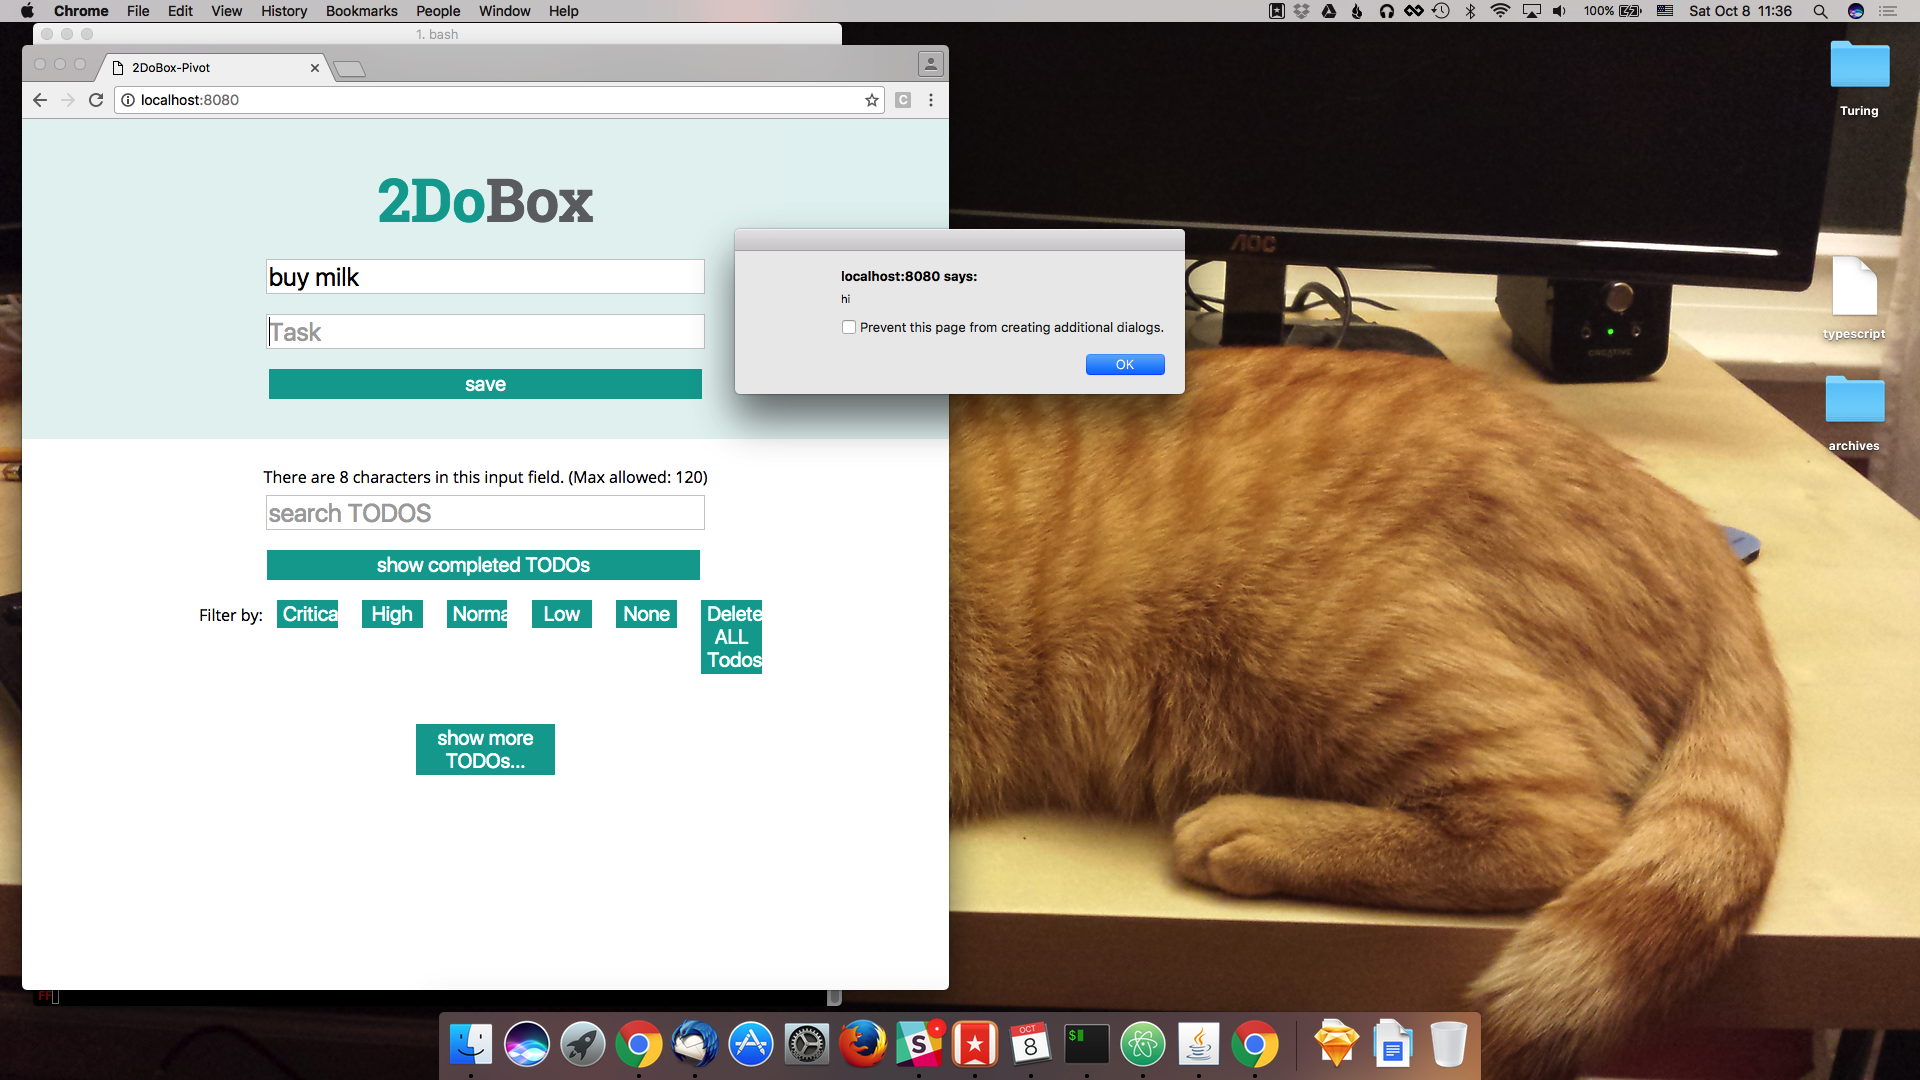 Chrome File Edit View History Bookmarks People Window Help
100% Sat Oct 8 11:36
1. bash
2DoBox-Pivot
localhost:8080
C
2DoBox
buy milk
Task
save
localhost:8080 says:
hi
Prevent this page from creating additional dialogs.
OK
There are 8 characters in this input field. (Max allowed: 120)
search TODOS
show completed TODOs
Filter by: Critica High Norma Low None Delete
ALL
Todos
show more
TODOs...
FF
AOC
CREATIVE
Turing
typescript
archives
OCT
8
$